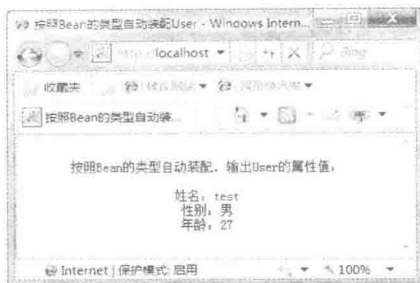 按照Bean的类型自动装配User - Windows Intern...
localhost
Bing
收藏夹
按照Bean的类型自动装...
按照Bean的类型自动装配，输出User的属性值：
姓名：test
性别：男
年龄：27
Internet | 保护模式: 启用
100%